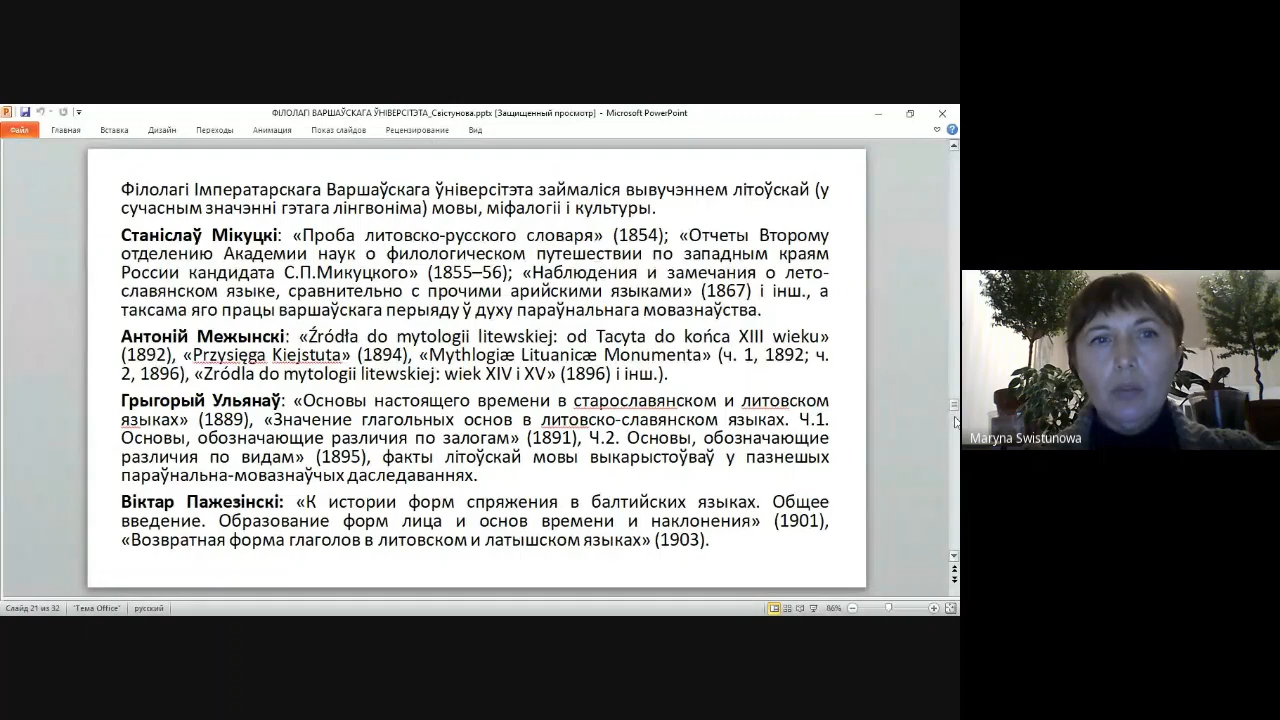 ФІЛОЛАГІ ВАРШАЎСКАГА ЎНІВЕРСІТЭТА_Свістунова.pptx [Защищенный просмотр] - Microsoft PowerPoint
Файл Главная Вставка Дизайн Переходы Анимация Показ слайдов Рецензирование Вид
Філолагі Імператарскага Варшаўскага ўніверсітэта займаліся вывучэннем літоўскай (у
сучасным значэнні гэтага лінгвоніма) мовы, міфалогіі і культуры.
Станіслаў Мікуцкі: «Проба литовско-русского словаря» (1854); «Отчеты Второму
отделению Академии наук о филологическом путешествии по западным краям
России кандидата С.П.Микуцкого» (1855–56); «Наблюдения и замечания о лето-
славянском языке, сравнительно с прочими арийскими языками» (1867) і інш., а
таксама яго працы варшаўскага перыяду ў духу параўнальнага мовазнаўства.
Антоній Межынскі: «Źródła do mytologii litewskiej: od Tacyta do końca XIII wieku»
(1892), «Przysięga Kiejstuta» (1894), «Mythlogiæ Lituanicæ Monumenta» (ч. 1, 1892; ч.
2, 1896), «Zródla do mytologii litewskiej: wiek XIV i XV» (1896) і інш.).
Грыгорый Ульянаў: «Основы настоящего времени в старославянском и литовском
языках» (1889), «Значение глагольных основ в литовско-славянском языках. Ч.1.
Основы, обозначающие различия по залогам» (1891), Ч.2. Основы, обозначающие
различия по видам» (1895), факты літоўскай мовы выкарыстоўваў у пазнешых
параўнальна-мовазнаўчых даследаваннях.
Віктар Пажезінскі: «К истории форм спряжения в балтийских языках. Общее
введение. Образование форм лица и основ времени и наклонения» (1901),
«Возвратная форма глаголов в литовском и латышском языках» (1903).
Maryna Swistunowa
Слайд 21 из 32 "Тема Office" русский 86%